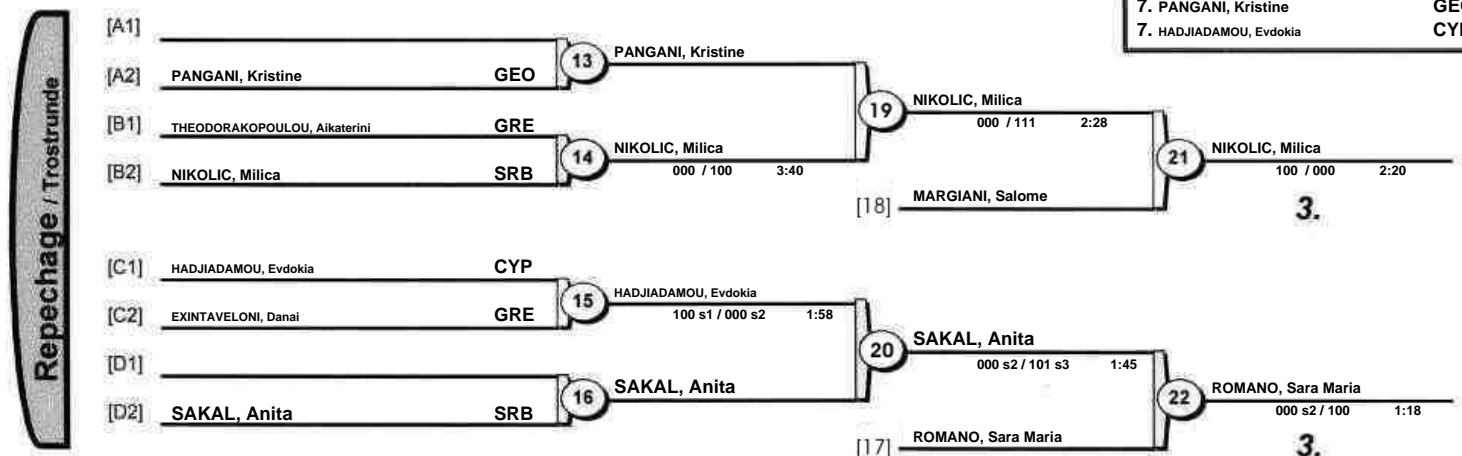 7. PANGANI, Kristine
7. HADJIADAMOU, Evdokia
Repechage / Trostrunde
[A1]
[A2] PANGANI, Kristine GEO
13 PANGANI, Kristine
[B1] THEODORAKOPOULOU, Aikaterini GRE
[B2] NIKOLIC, Milica SRB
14 NIKOLIC, Milica
000 / 100 3:40
19 NIKOLIC, Milica
000 / 111 2:28
[18] MARGIANI, Salome
21 NIKOLIC, Milica
100 / 000 2:20
3.
[C1] HADJIADAMOU, Evdokia CYP
[C2] EXINTAVELONI, Danai GRE
15 HADJIADAMOU, Evdokia
100 s1 / 000 s2 1:58
[D1]
[D2] SAKAL, Anita SRB
16 SAKAL, Anita
20 SAKAL, Anita
000 s2 / 101 s3 1:45
[17] ROMANO, Sara Maria
22 ROMANO, Sara Maria
000 s2 / 100 1:18
3.